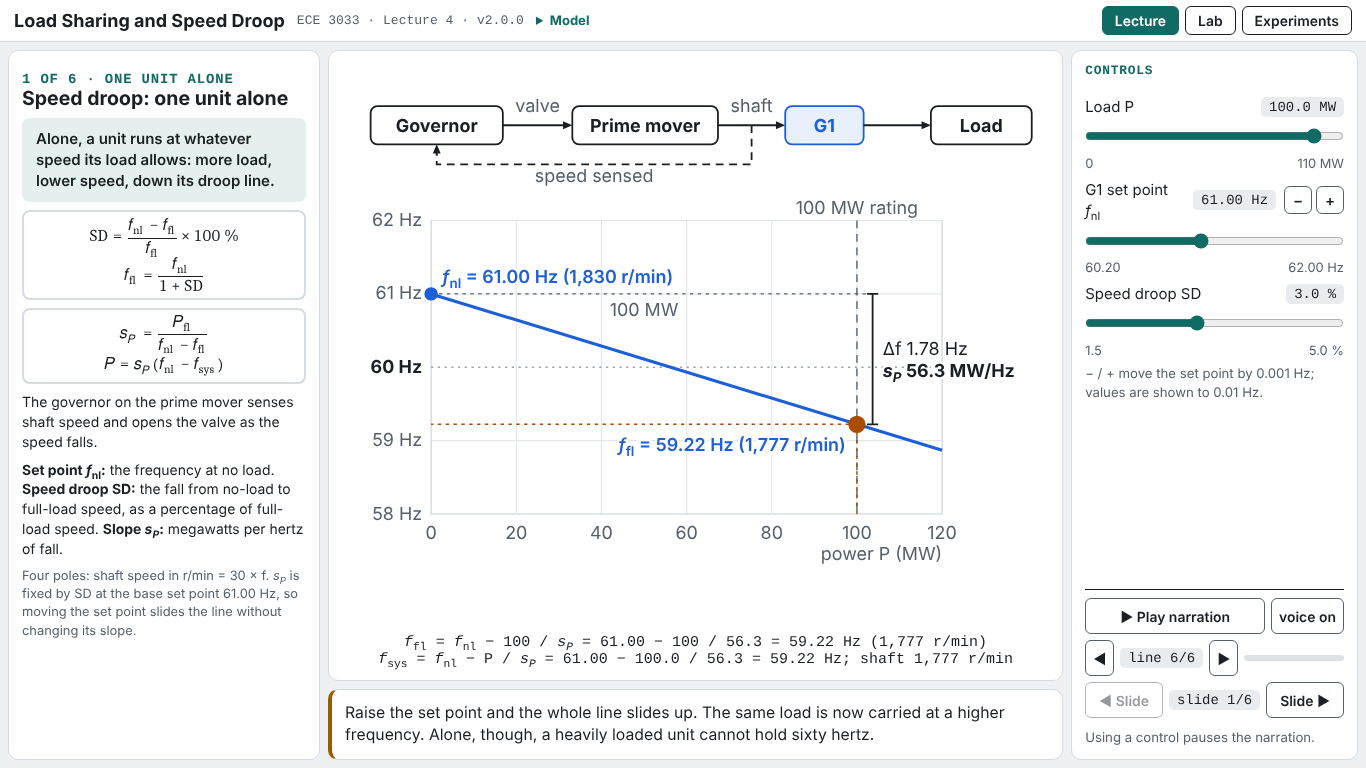 Load Sharing and Speed Droop ECE 3033 · Lecture 4 · v2.0.0 ▶ Model
Lecture Lab Experiments
1 OF 6 · ONE UNIT ALONE
Speed droop: one unit alone
Alone, a unit runs at whatever
speed its load allows: more load,
lower speed, down its droop line.
SD = (fnl − ffl) / ffl × 100 %
ffl = fnl / (1 + SD)
sP = Pfl / (fnl − ffl)
P = sP (fnl − fsys)
The governor on the prime mover senses
shaft speed and opens the valve as the
speed falls.
Set point fnl: the frequency at no load.
Speed droop SD: the fall from no-load to
full-load speed, as a percentage of full-
load speed. Slope sP: megawatts per hertz
of fall.
Four poles: shaft speed in r/min = 30 × f. sP is
fixed by SD at the base set point 61.00 Hz, so
moving the set point slides the line without
changing its slope.
Governor valve Prime mover shaft G1 Load
speed sensed
100 MW rating
62 Hz
fnl = 61.00 Hz (1,830 r/min)
61 Hz
100 MW
Δf 1.78 Hz
60 Hz
sP 56.3 MW/Hz
59 Hz
ffl = 59.22 Hz (1,777 r/min)
58 Hz
0 20 40 60 80 100 120
power P (MW)
ffl = fnl − 100 / sP = 61.00 − 100 / 56.3 = 59.22 Hz (1,777 r/min)
fsys = fnl − P / sP = 61.00 − 100.0 / 56.3 = 59.22 Hz; shaft 1,777 r/min
Raise the set point and the whole line slides up. The same load is now carried at a higher
frequency. Alone, though, a heavily loaded unit cannot hold sixty hertz.
CONTROLS
Load P 100.0 MW
0 110 MW
G1 set point
fnl 61.00 Hz − +
60.20 62.00 Hz
Speed droop SD 3.0 %
1.5 5.0 %
− / + move the set point by 0.001 Hz;
values are shown to 0.01 Hz.
▶ Play narration voice on
◀ line 6/6 ▶
◀ Slide slide 1/6 Slide ▶
Using a control pauses the narration.